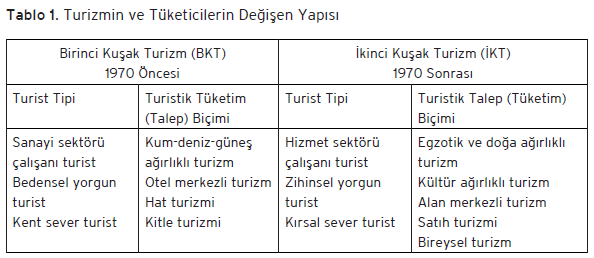 Tablo 1. Turizmin ve Tüketicilerin Değişen Yapısı
Birinci Kuşak Turizm (BKT)
1970 Öncesi
İkinci Kuşak Turizm (İKT)
1970 Sonrası
Turist Tipi
Turistik Tüketim
(Talep) Biçimi
Turist Tipi
Turistik Talep (Tüketim)
Biçimi
Sanayi sektörü
çalışanı turist
Bedensel yorgun
turist
Kent sever turist
Kum-deniz-güneş
ağırlıklı turizm
Otel merkezli turizm
Hat turizmi
Kitle turizmi
Hizmet sektörü
çalışanı turist
Zihinsel yorgun
turist
Kırsal sever turist
Egzotik ve doğa ağırlıklı
turizm
Kültür ağırlıklı turizm
Alan merkezli turizm
Satıh turizmi
Bireysel turizm